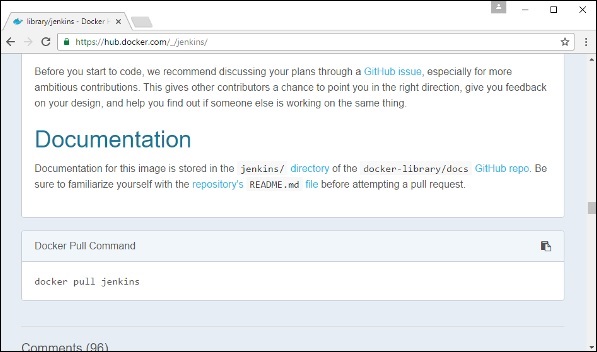 library/jenkins - Docker H
https://hub.docker.com/_/jenkins/
Before you start to code, we recommend discussing your plans through a GitHub issue, especially for more
ambitious contributions. This gives other contributors a chance to point you in the right direction, give you feedback
on your design, and help you find out if someone else is working on the same thing.
Documentation
Documentation for this image is stored in the jenkins/ directory of the docker-library/docs GitHub repo. Be
sure to familiarize yourself with the repository's README.md file before attempting a pull request.
Docker Pull Command
docker pull jenkins
Comments (96)